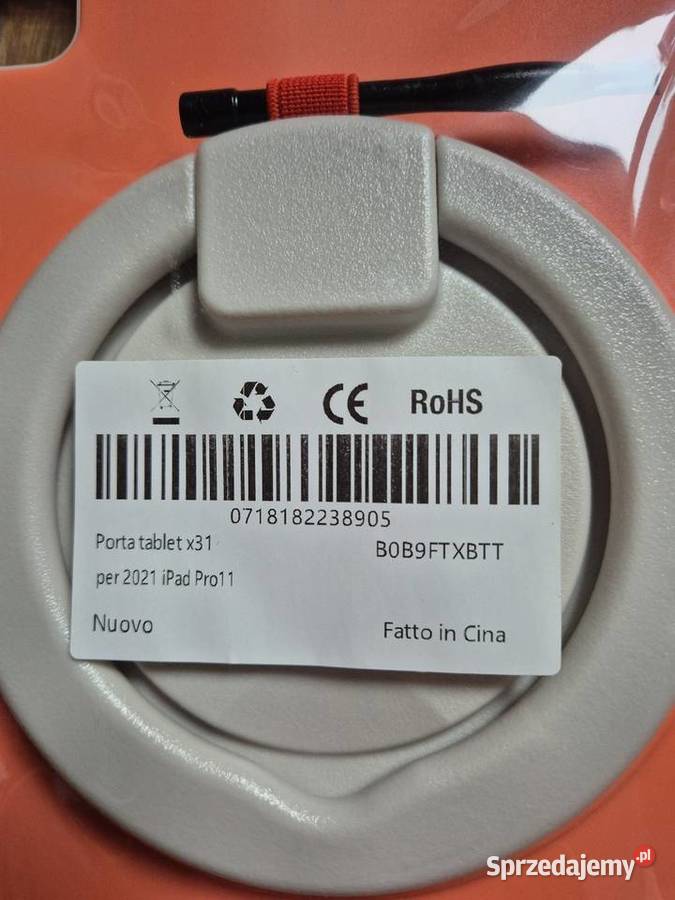 CE RoHS
0718182238905
Porta tablet x31
B0B9FTXBTT
per 2021 iPad Pro11
Nuovo
Fatto in Cina
Sprzedajemy.pl